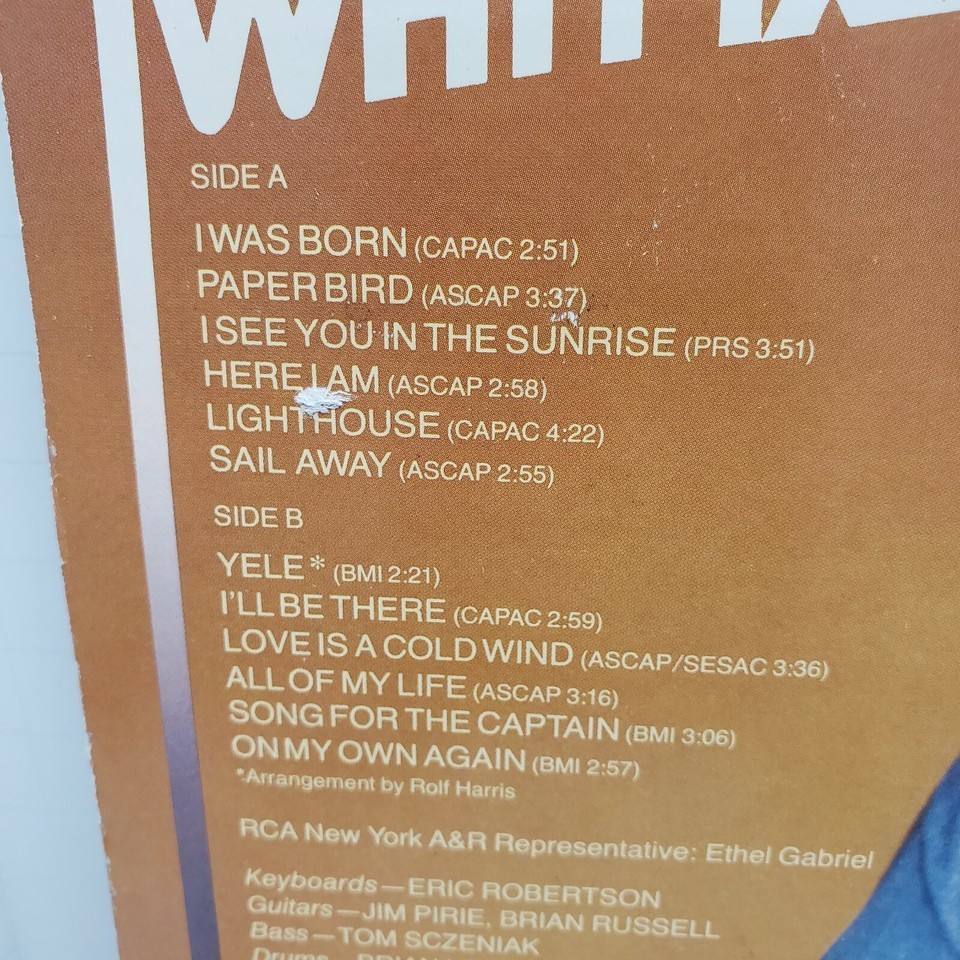 SIDE A
I WAS BORN (CAPAC 2:51)
PAPER BIRD (ASCAP 3:37)
I SEE YOU IN THE SUNRISE (PRS 3:51)
HERE I AM (ASCAP 2:58)
LIGHTHOUSE (CAPAC 4:22)
SAIL AWAY (ASCAP 2:55)
SIDE B
YELE* (BMI 2:21)
I'LL BE THERE (CAPAC 2:59)
LOVE IS A COLD WIND (ASCAP/SESAC 3:36)
ALL OF MY LIFE (ASCAP 3:16)
SONG FOR THE CAPTAIN (BMI 3:06)
ON MY OWN AGAIN (BMI 2:57)
*Arrangement by Rolf Harris
RCA New York A&R Representative: Ethel Gabriel
Keyboards—ERIC ROBERTSON
Guitars—JIM PIRIE, BRIAN RUSSELL
Bass—TOM SCZENIAK
Drums—